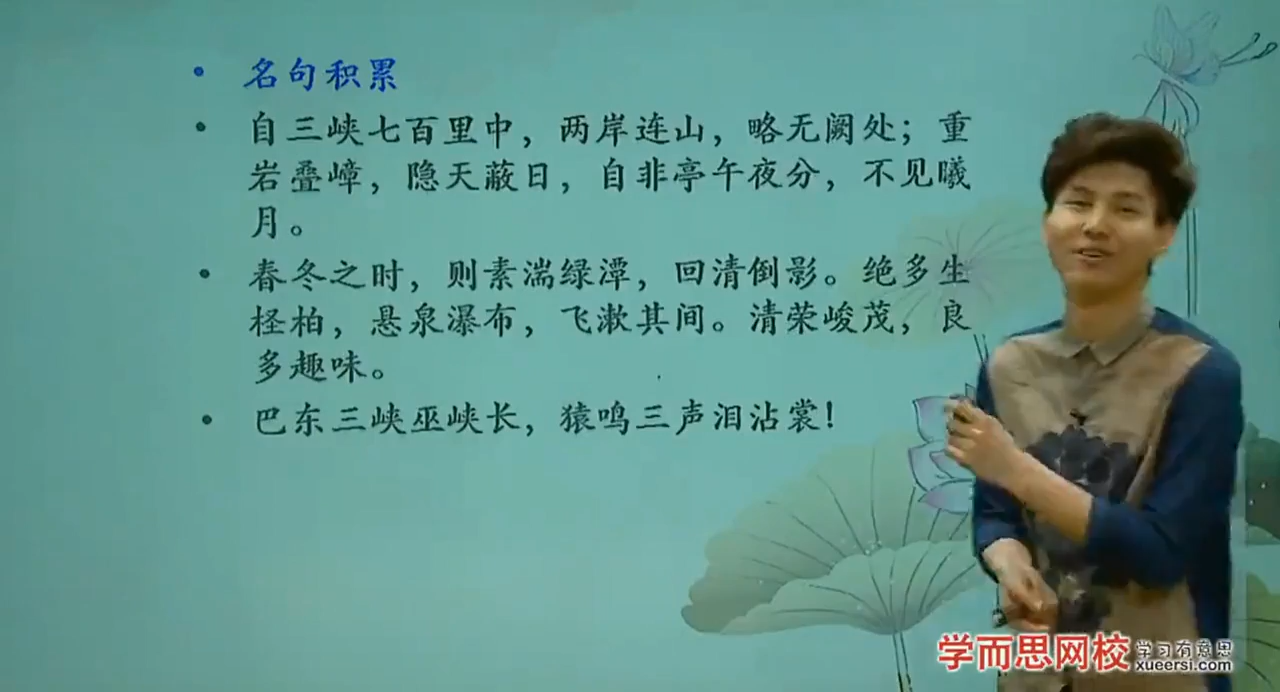 • 名句积累
• 自三峡七百里中，两岸连山，略无阙处；重
岩叠嶂，隐天蔽日，自非亭午夜分，不见曦
月。
• 春冬之时，则素湍绿潭，回清倒影。绝多生
柽柏，悬泉瀑布，飞漱其间。清荣峻茂，良
多趣味。
• 巴东三峡巫峡长，猿鸣三声泪沾裳！
学而思网校 学习有意思
xueersi.com